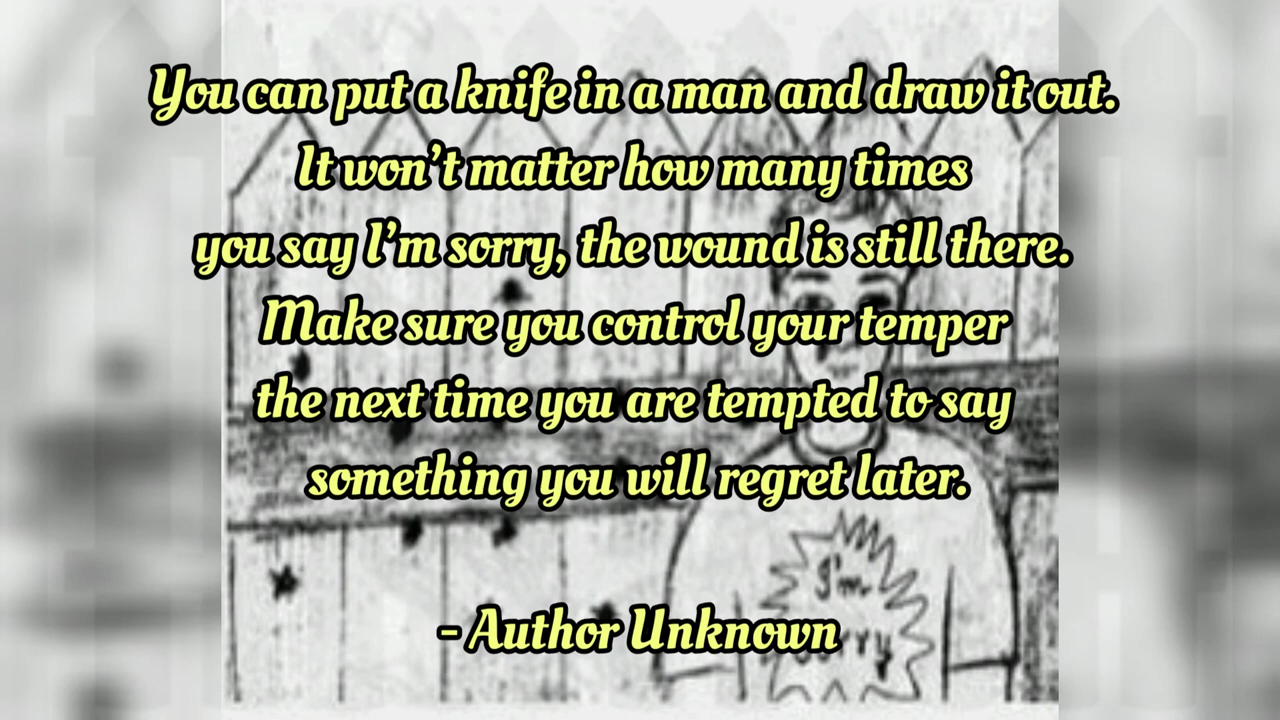 You can put a knife in a man and draw it out.
It won't matter how many times
you say I'm sorry, the wound is still there.
Make sure you control your temper
the next time you are tempted to say
something you will regret later.
- Author Unknown
I'm